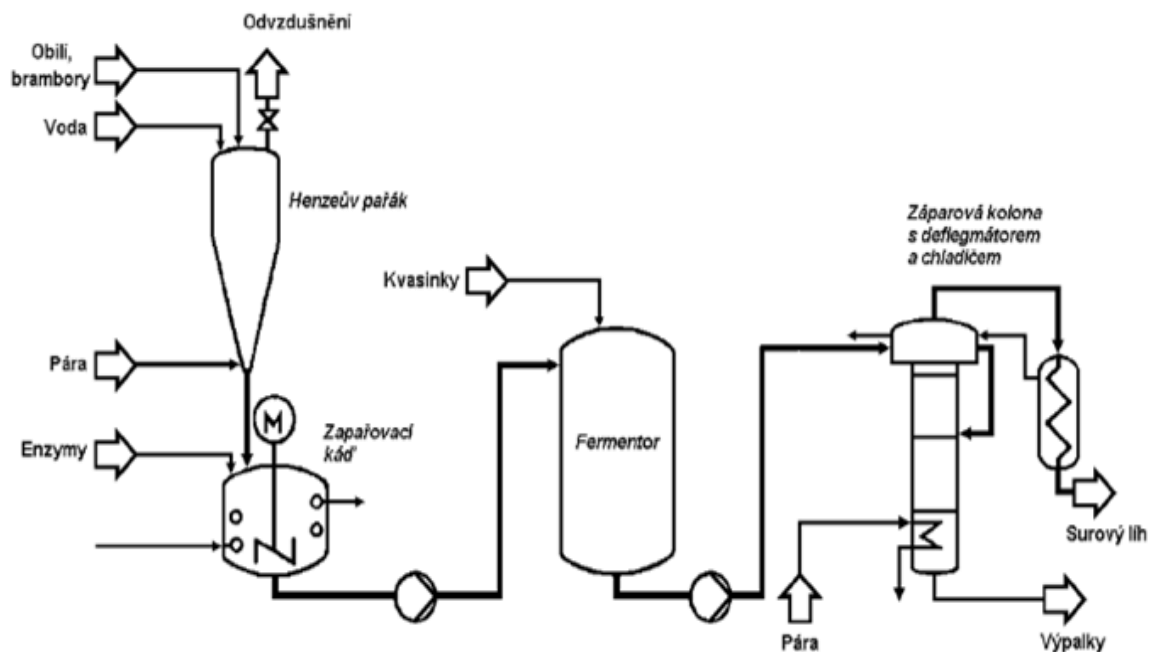 Odvzdušnění
Obilí,
brambory
Voda
Henzeův pařák
Pára
Enzymy
M
Zapařovací
káď
Kvasinky
Fermentor
Záparová kolona
s deflegmátorem
a chladičem
Surový líh
Pára
Výpalky